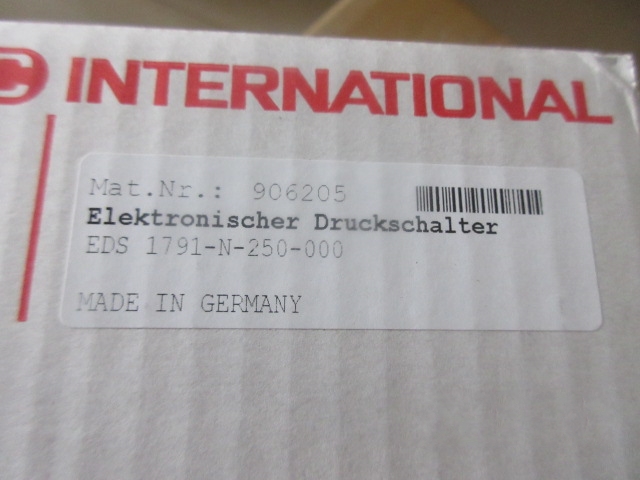 INTERNATIONAL
Mat.Nr.: 906205
Elektronischer Druckschalter
EDS 1791-N-250-000
MADE IN GERMANY